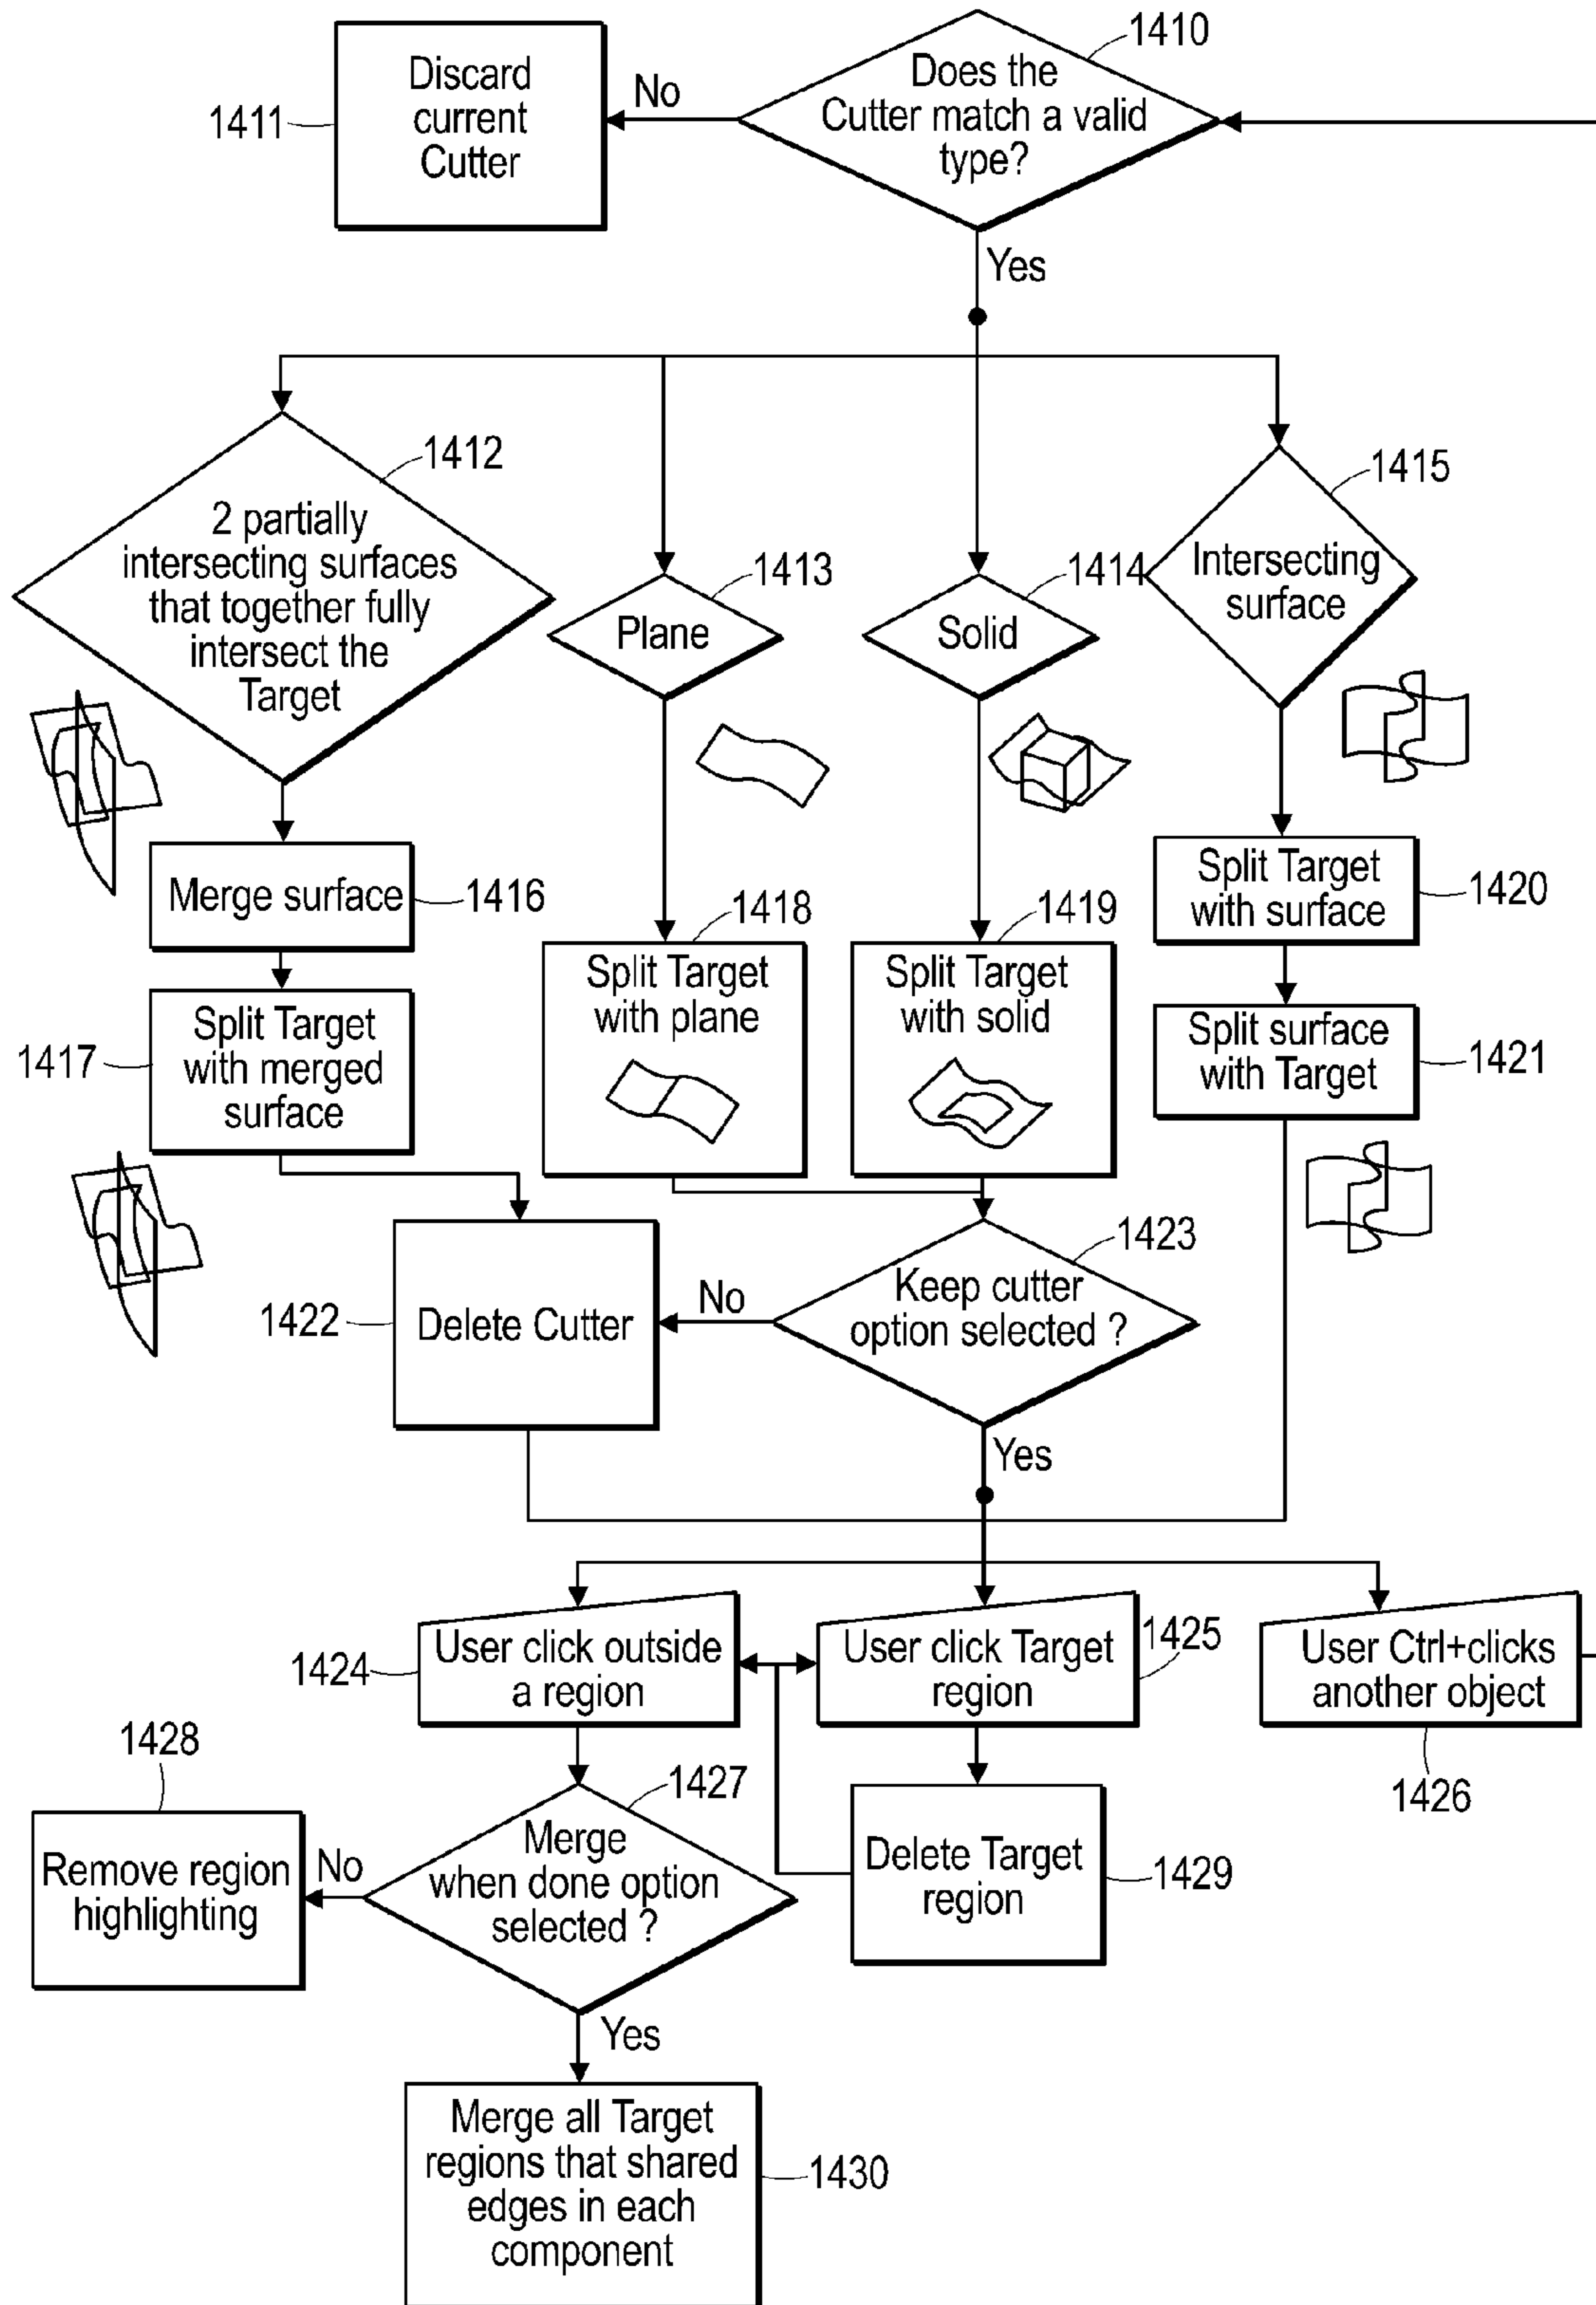 1410
Does the
Cutter match a valid
type?
No
Discard
current
Cutter
1411
Yes
1412
2 partially
intersecting surfaces
that together fully
intersect the
Target
1413
Plane
1414
Solid
1415
Intersecting
surface
Merge surface
1416
1417
Split Target
with merged
surface
1418
Split Target
with plane
1419
Split Target
with solid
Split Target
with surface
1420
Split surface
with Target
1421
1422
Delete Cutter
No
1423
Keep cutter
option selected ?
Yes
1424
User click outside
a region
User click Target
region
1425
User Ctrl+clicks
another object
1426
1428
Remove region
highlighting
No
1427
Merge
when done option
selected ?
Delete Target
region
1429
Yes
Merge all Target
regions that shared
edges in each
component
1430